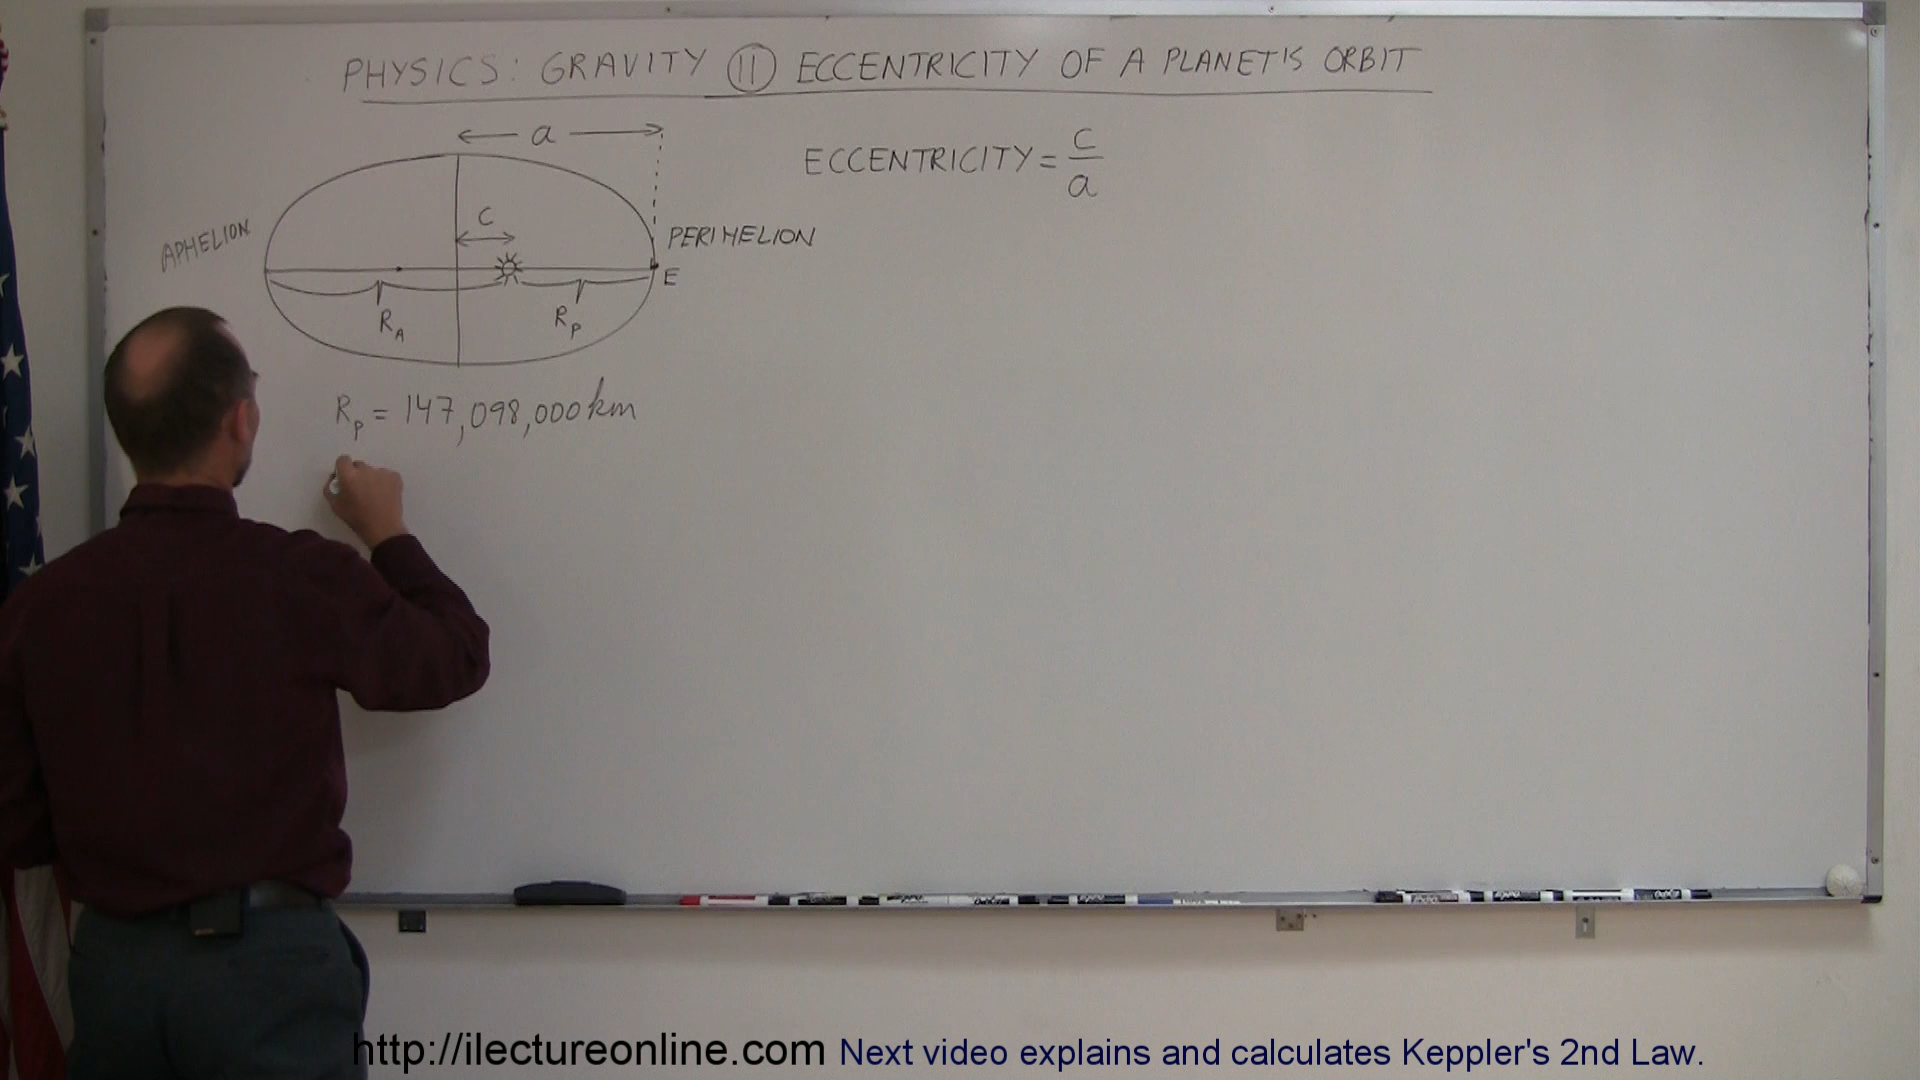 PHYSICS: GRAVITY 11 ECCENTRICITY OF A PLANET'S ORBIT
a
ECCENTRICITY = c/a
C
APHELION
PERIHELION
E
R_A
R_P
R_P = 147,098,000 km
http://ilectureonline.com Next video explains and calculates Keppler's 2nd Law.